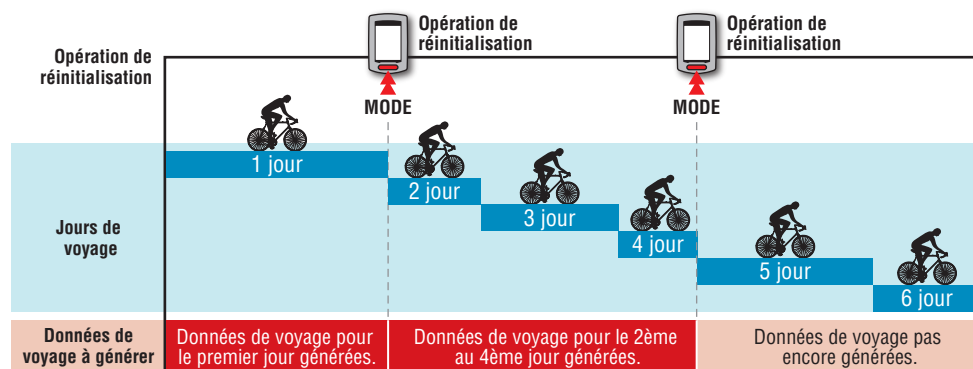 Opération de
réinitialisation
Opération de
réinitialisation
Opération de
réinitialisation
MODE
MODE
1 jour
2 jour
3 jour
4 jour
5 jour
6 jour
Jours de
voyage
Données de
voyage à générer
Données de voyage pour
le premier jour générées.
Données de voyage pour le 2ème
au 4ème jour générées.
Données de voyage pas
encore générées.